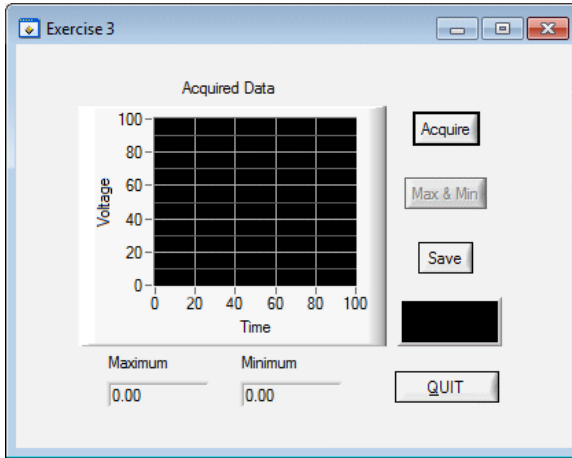 Exercise 3
Acquired Data
100
80
60
40
20
0
Voltage
0 20 40 60 80 100
Time
Acquire
Max & Min
Save
Maximum Minimum
0.00 0.00
QUIT